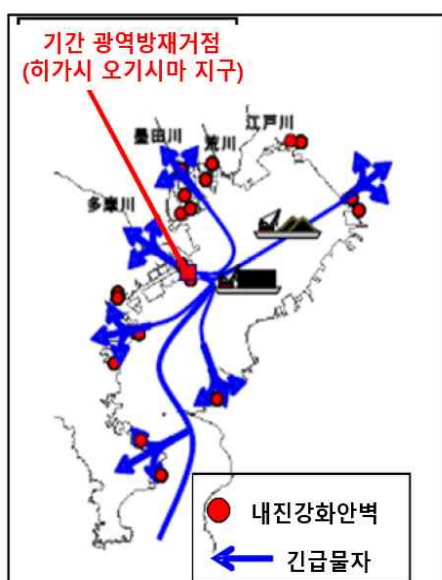 기간 광역방재거점
(히가시 오기시마 지구)
江戸川
荒川
墨田川
多摩川
내진강화안벽
긴급물자